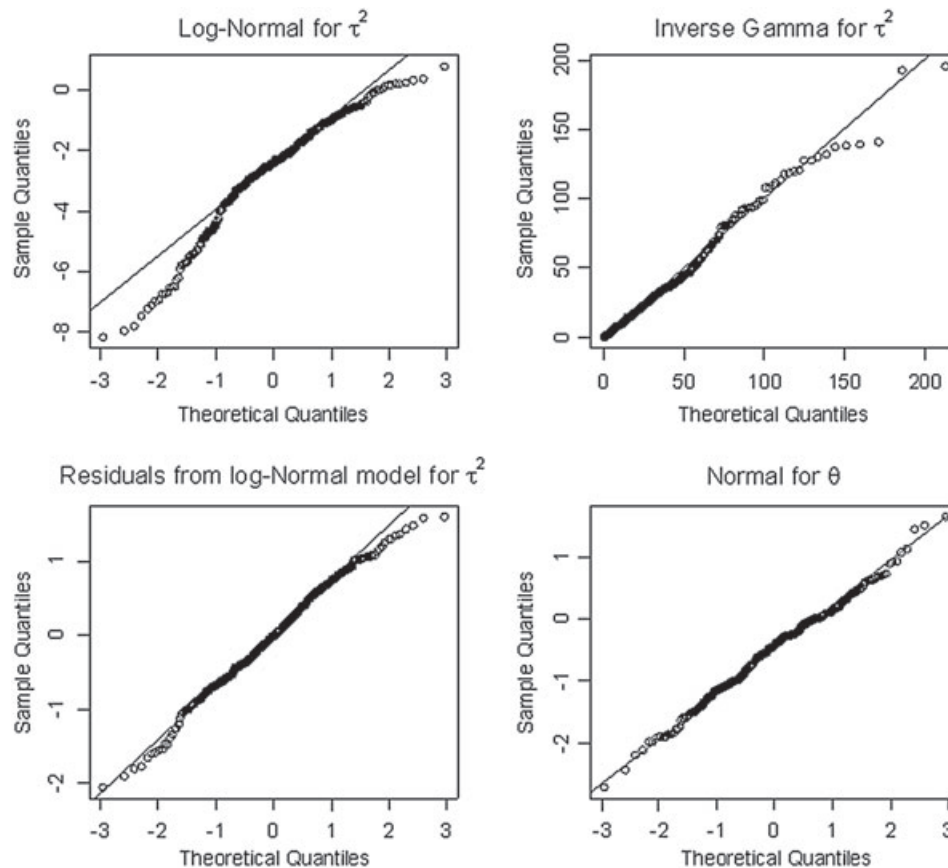 Log-Normal for τ²
Sample Quantiles
0
-2
-4
-6
-8
-3 -2 -1 0 1 2 3
Theoretical Quantiles
Inverse Gamma for τ²
Sample Quantiles
200
150
100
50
0
0 50 100 150 200
Theoretical Quantiles
Residuals from log-Normal model for τ²
Sample Quantiles
1
0
-1
-2
-3 -2 -1 0 1 2 3
Theoretical Quantiles
Normal for θ
Sample Quantiles
1
0
-1
-2
-3 -2 -1 0 1 2 3
Theoretical Quantiles